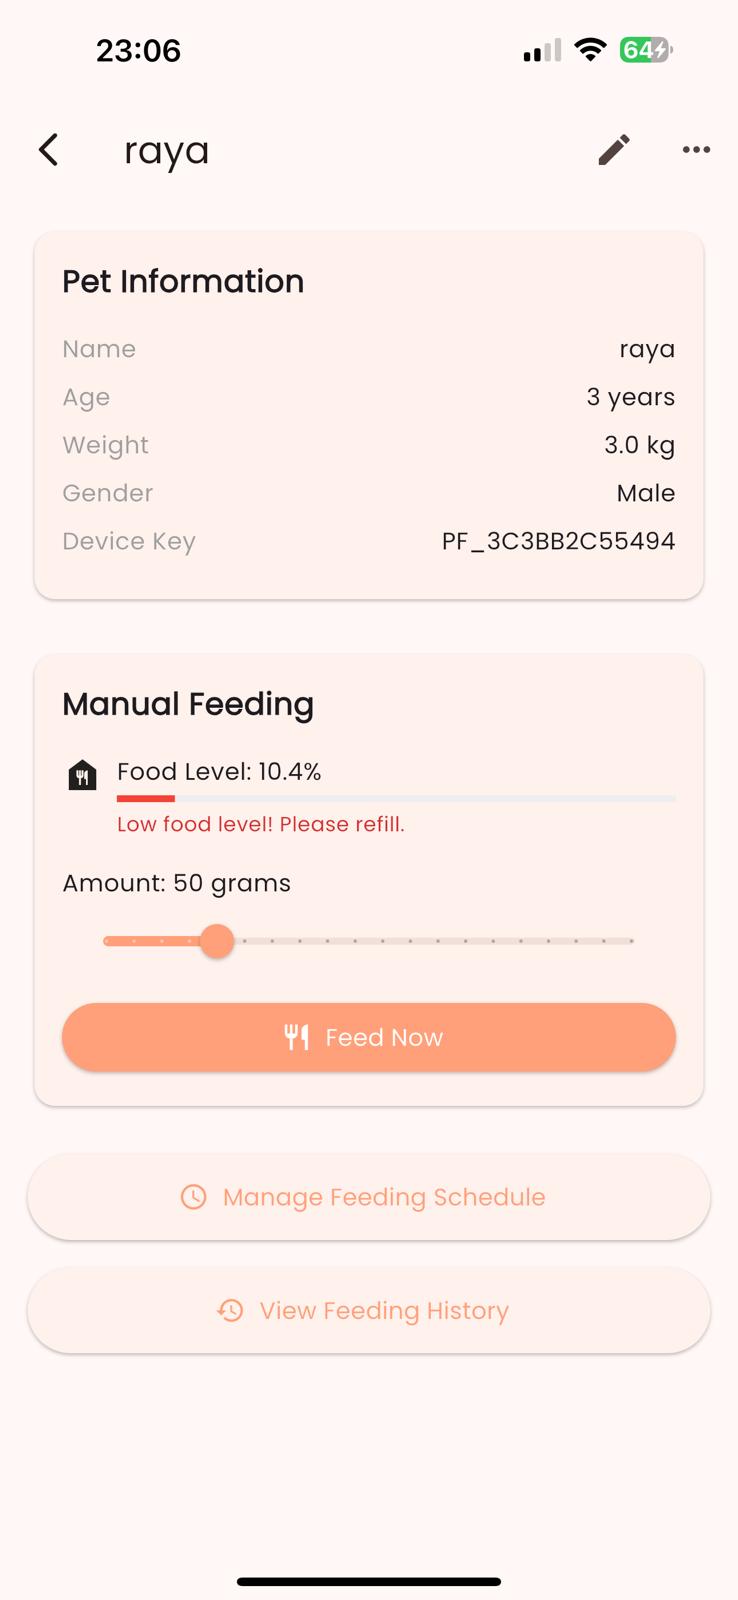 23:06
64
raya
Pet Information
Name raya
Age 3 years
Weight 3.0 kg
Gender Male
Device Key PF_3C3BB2C55494
Manual Feeding
Food Level: 10.4%
Low food level! Please refill.
Amount: 50 grams
Feed Now
Manage Feeding Schedule
View Feeding History